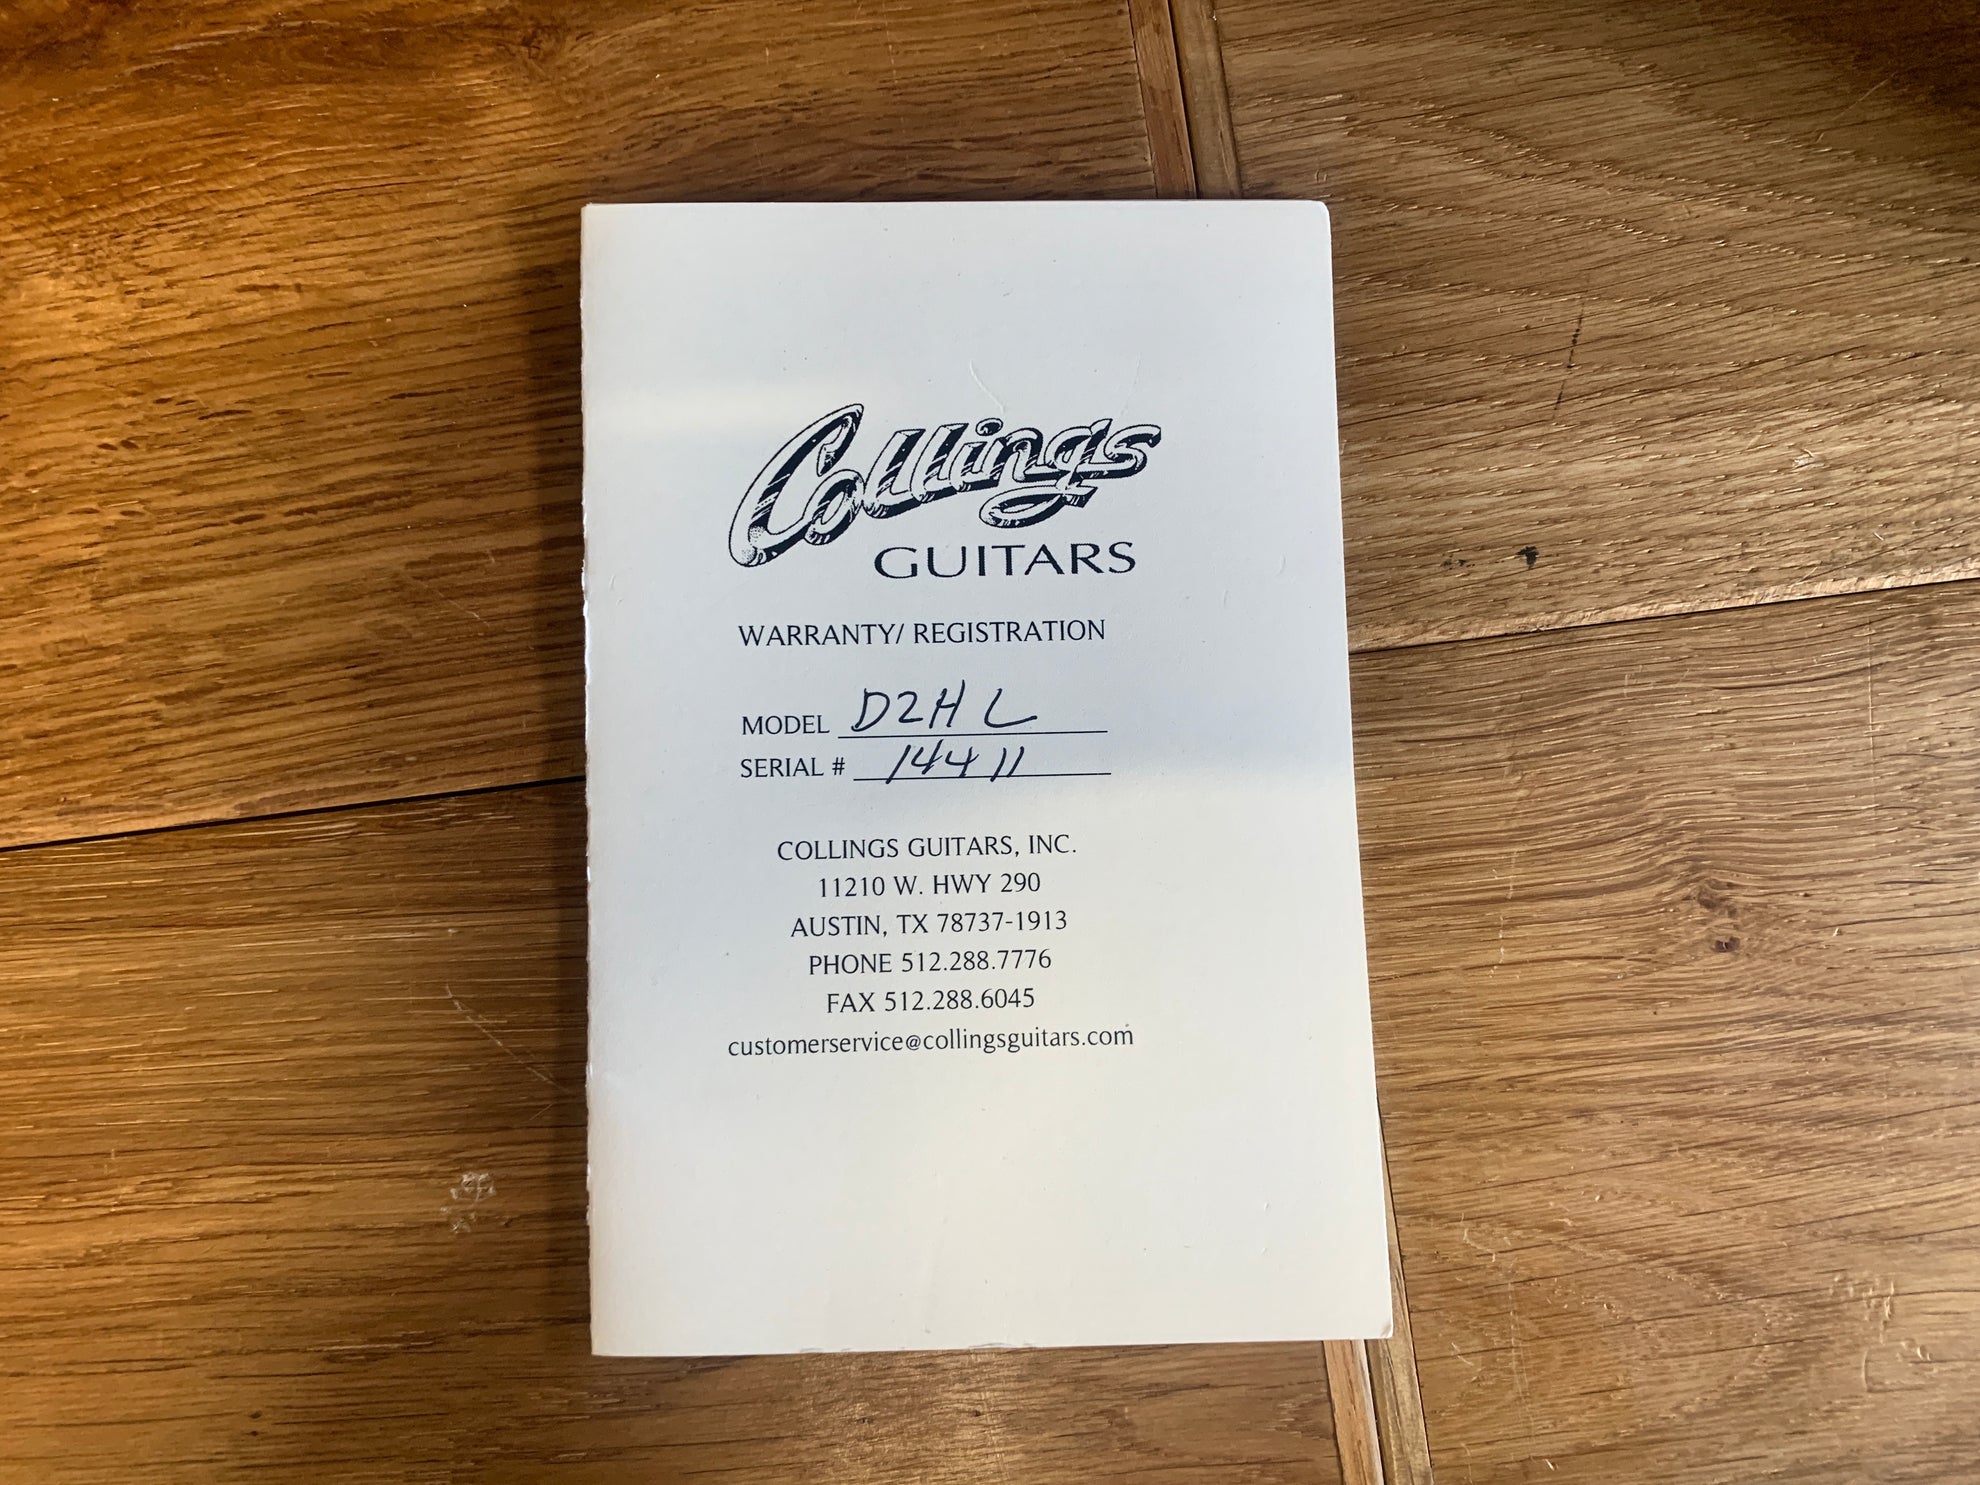 Collings
GUITARS
WARRANTY/ REGISTRATION
MODEL D2H L
SERIAL # 14411
COLLINGS GUITARS, INC.
11210 W. HWY 290
AUSTIN, TX 78737-1913
PHONE 512.288.7776
FAX 512.288.6045
customerservice@collingsguitars.com